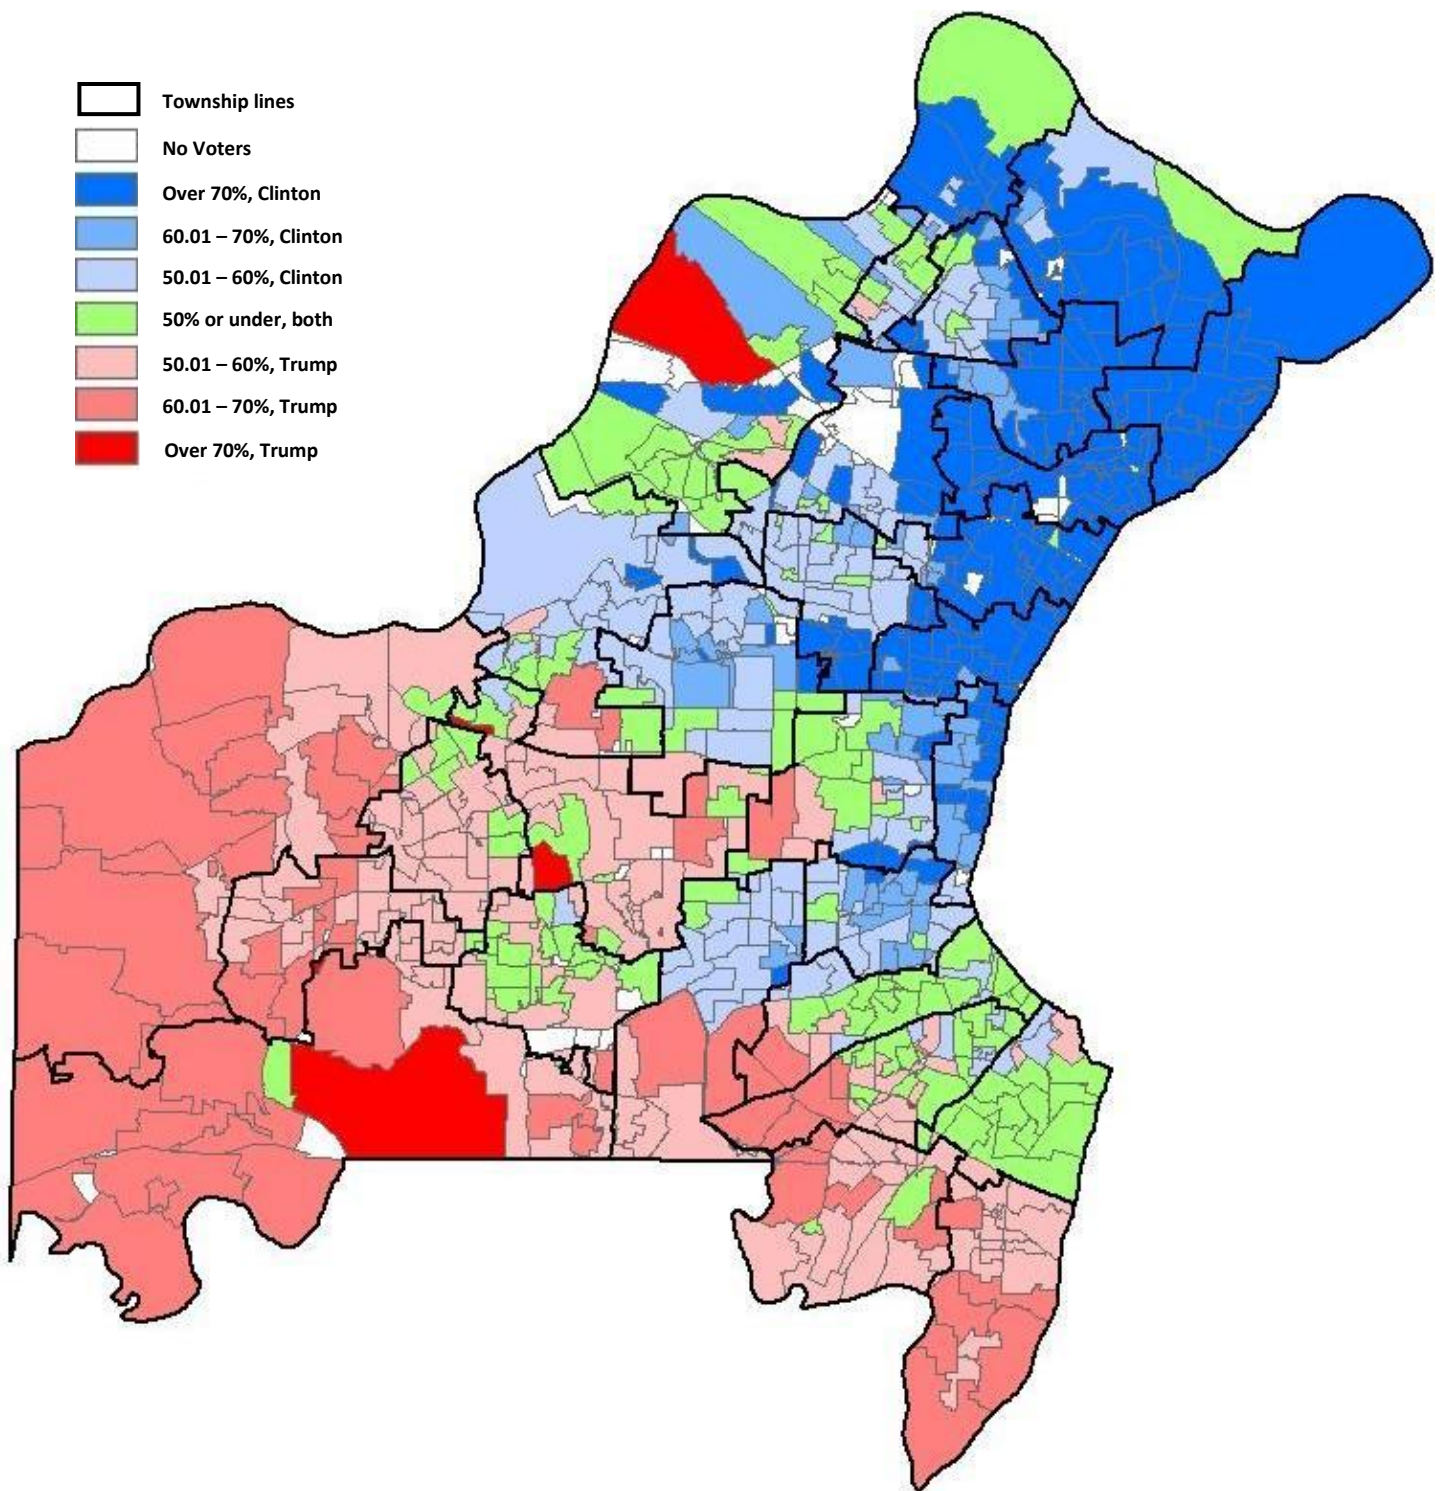 Township lines
No Voters
Over 70%, Clinton
60.01 – 70%, Clinton
50.01 – 60%, Clinton
50% or under, both
50.01 – 60%, Trump
60.01 – 70%, Trump
Over 70%, Trump